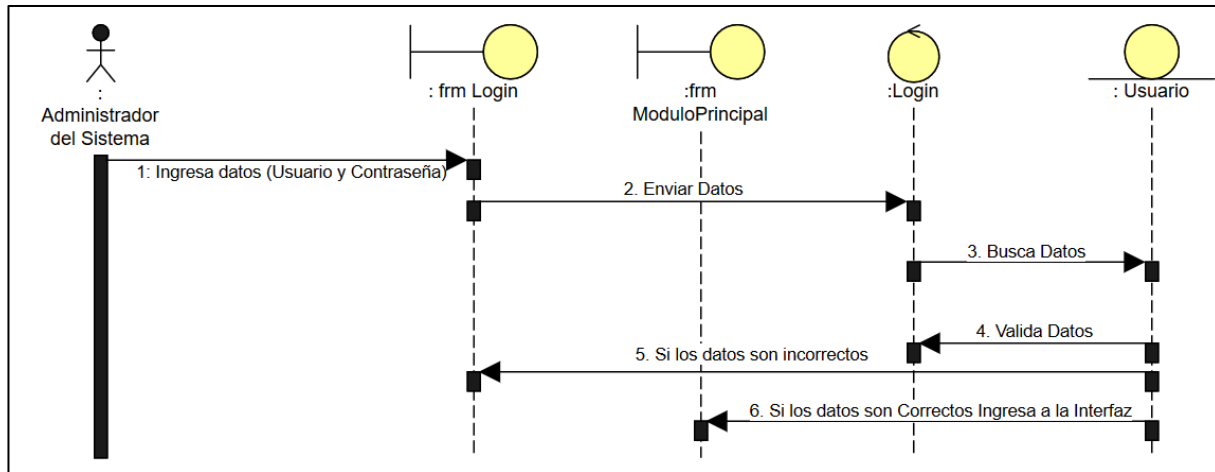 :
Administrador
del Sistema
: frm Login
:frm
ModuloPrincipal
:Login
: Usuario
1: Ingresa datos (Usuario y Contraseña)
2. Enviar Datos
3. Busca Datos
4. Valida Datos
5. Si los datos son incorrectos
6. Si los datos son Correctos Ingresa a la Interfaz